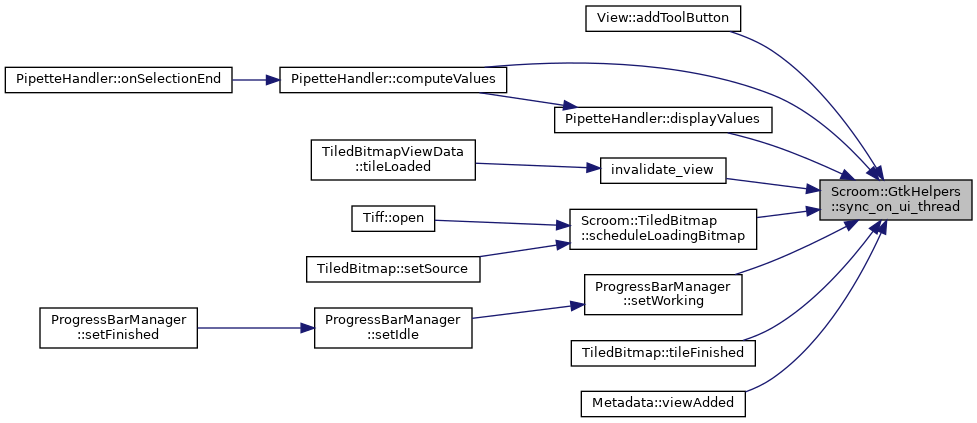 View::addToolButton
PipetteHandler::onSelectionEnd
PipetteHandler::computeValues
PipetteHandler::displayValues
TiledBitmapViewData
::tileLoaded
invalidate_view
Scroom::GtkHelpers
::sync_on_ui_thread
Tiff::open
Scroom::TiledBitmap
::scheduleLoadingBitmap
TiledBitmap::setSource
ProgressBarManager
::setWorking
ProgressBarManager
::setFinished
ProgressBarManager
::setIdle
TiledBitmap::tileFinished
Metadata::viewAdded